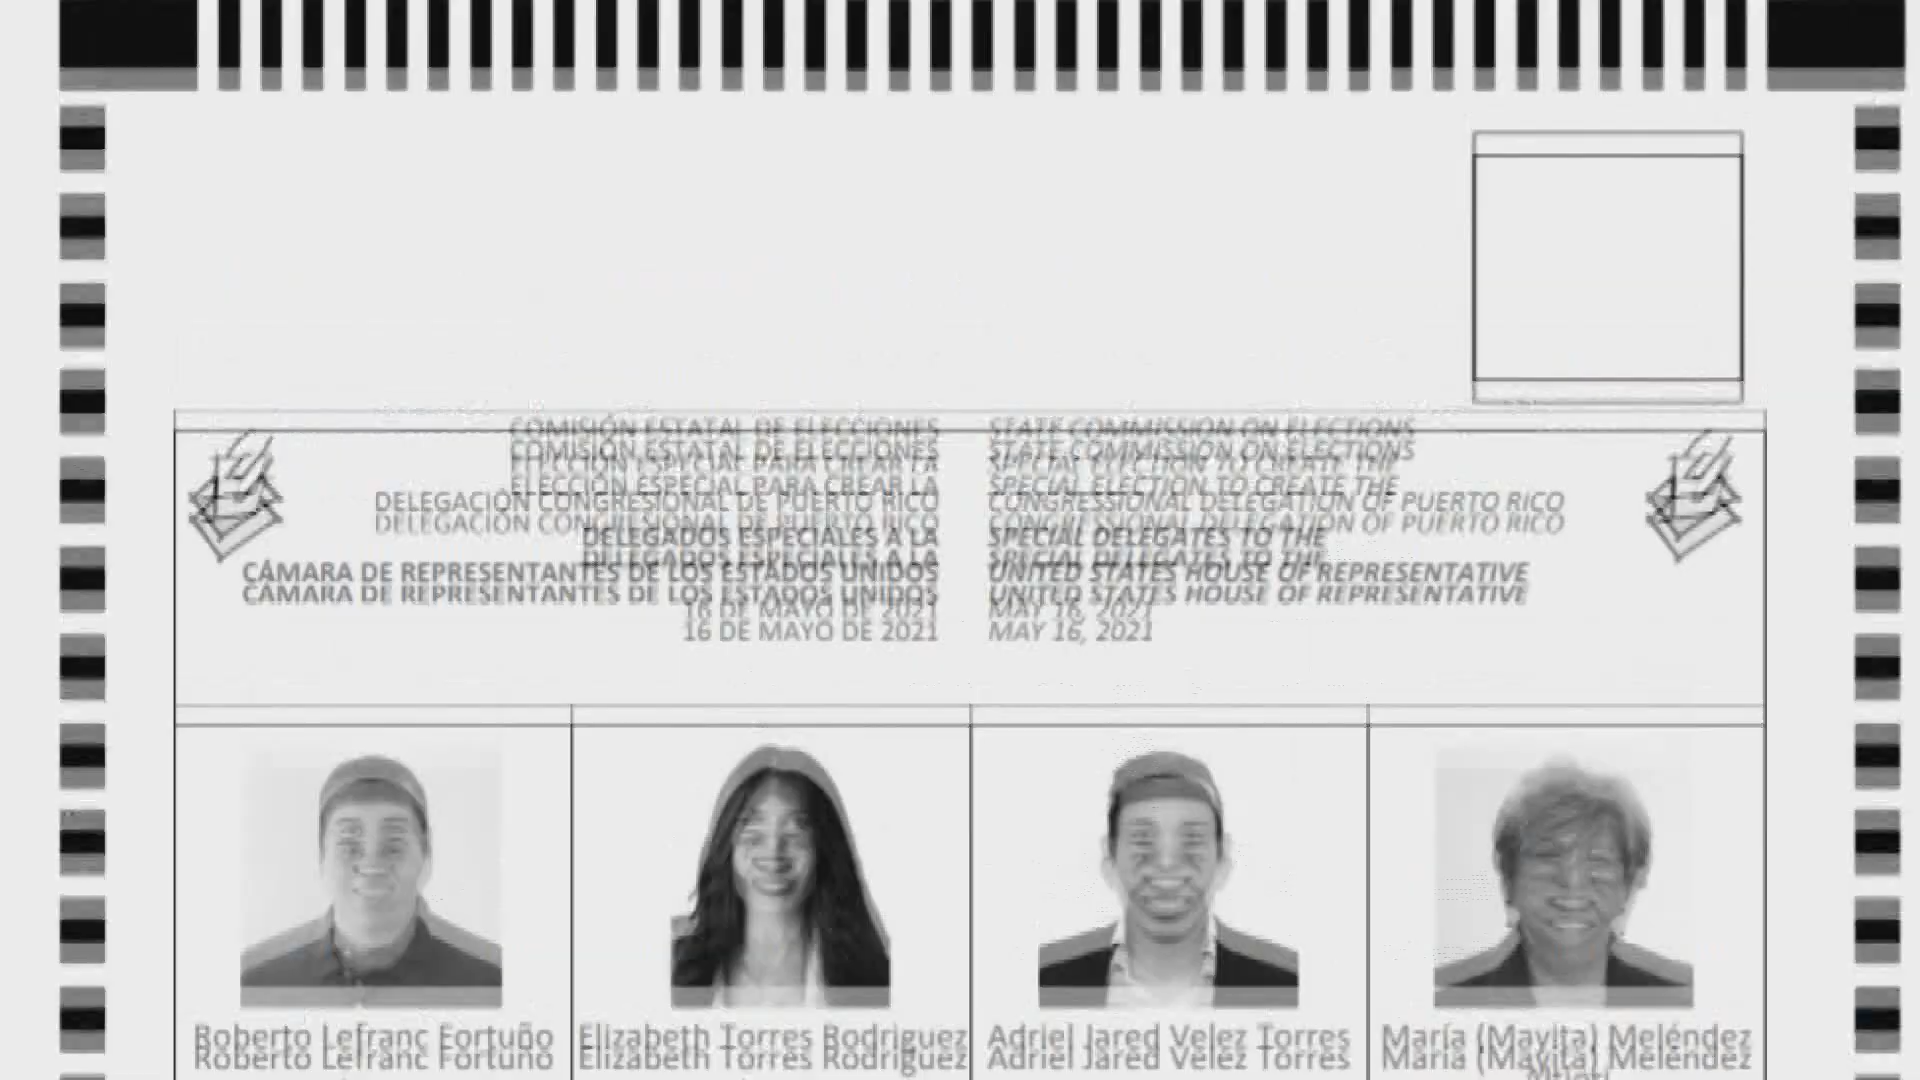 COMISIÓN ESTATAL DE ELECCIONES
ELECCIÓN ESPECIAL PARA CREAR LA
DELEGACIÓN CONGRESIONAL DE PUERTO RICO
DELEGADOS ESPECIALES A LA
CÁMARA DE REPRESENTANTES DE LOS ESTADOS UNIDOS
16 DE MAYO DE 2021
STATE COMMISSION ON ELECTIONS
SPECIAL ELECTION TO CREATE THE
CONGRESSIONAL DELEGATION OF PUERTO RICO
SPECIAL DELEGATES TO THE
UNITED STATES HOUSE OF REPRESENTATIVE
MAY 16, 2021
Roberto Lefranc Fortuño
Elizabeth Torres Rodriguez
Adriel Jared Velez Torres
María (Mayita) Meléndez